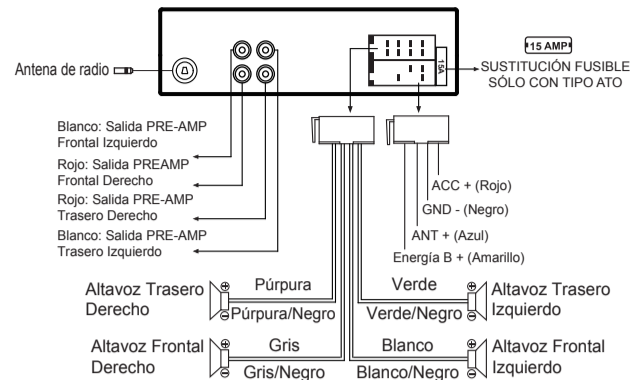 15 AMP
15A
Antena de radio
SUSTITUCIÓN FUSIBLE
SÓLO CON TIPO ATO
Blanco: Salida PRE-AMP
Frontal Izquierdo
Rojo: Salida PREAMP
Frontal Derecho
Rojo: Salida PRE-AMP
Trasero Derecho
Blanco: Salida PRE-AMP
Trasero Izquierdo
ACC + (Rojo)
GND - (Negro)
ANT + (Azul)
Energía B + (Amarillo)
Altavoz Trasero
Derecho
Púrpura
Púrpura/Negro
Verde
Verde/Negro
Altavoz Trasero
Izquierdo
Altavoz Frontal
Derecho
Gris
Gris/Negro
Blanco
Blanco/Negro
Altavoz Frontal
Izquierdo